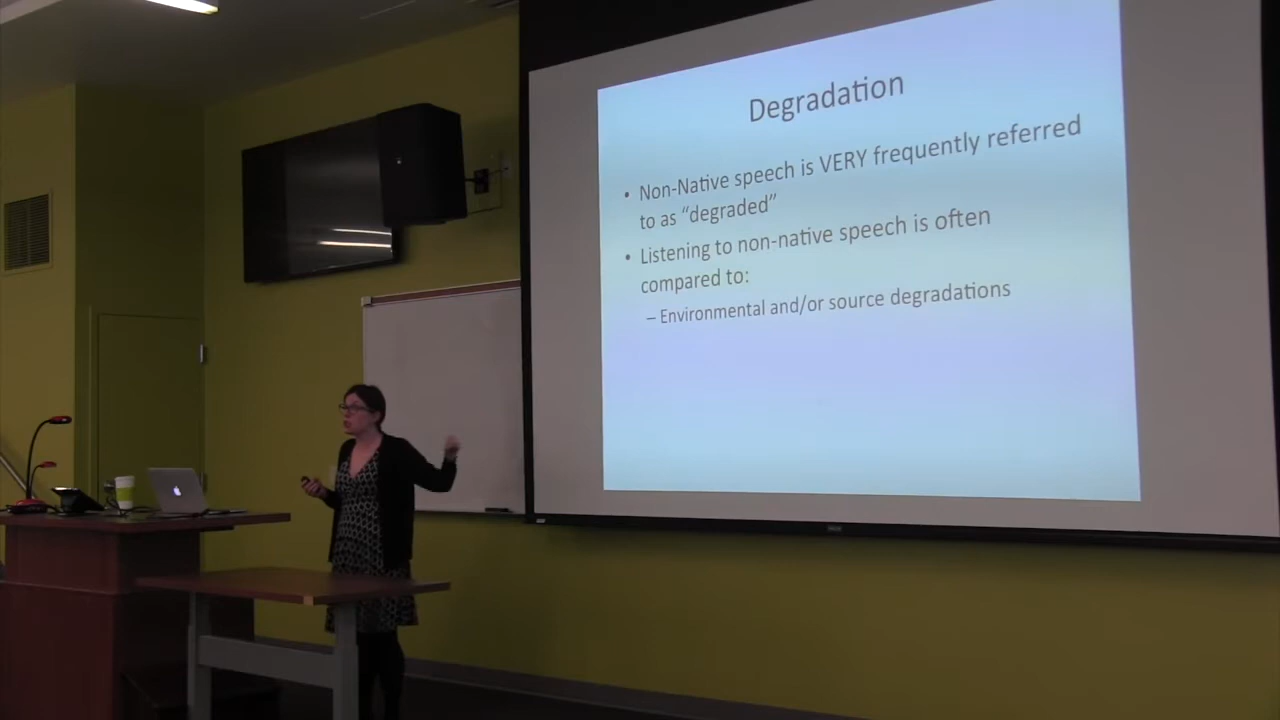 Degradation
• Non-Native speech is VERY frequently referred
to as “degraded”
• Listening to non-native speech is often
compared to:
– Environmental and/or source degradations